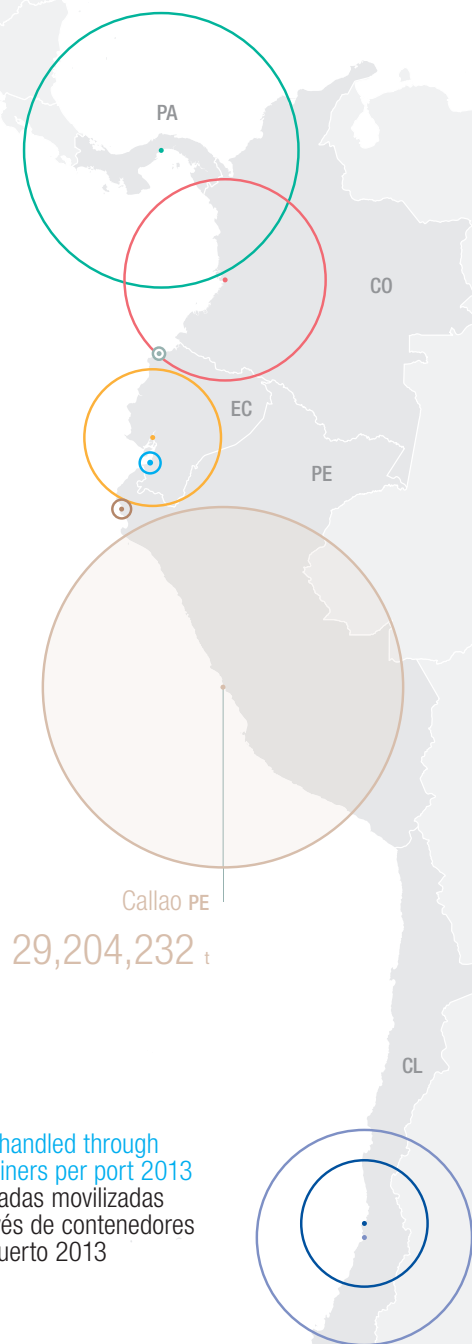 PA
CO
EC
PE
Callao PE
29,204,232 t
CL
handled through
iners per port 2013
adas movilizadas
rés de contenedores
uerto 2013